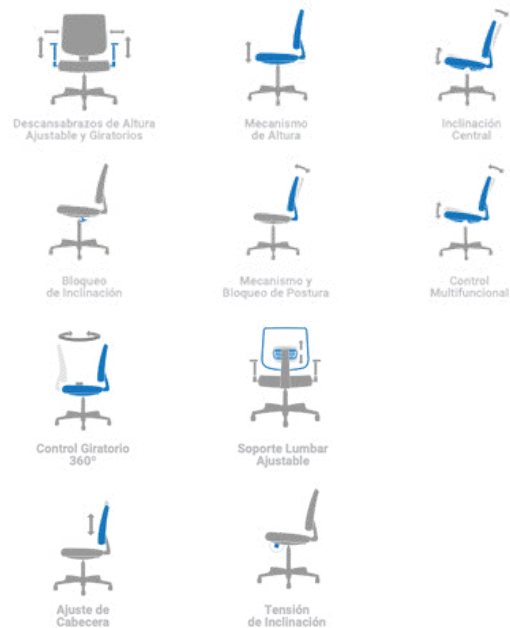 Descansabrazos de Altura
Ajustable y Giratorios
Mecanismo
de Altura
Inclinación
Central
Bloqueo
de Inclinación
Mecanismo y
Bloqueo de Postura
Control
Multifuncional
Control Giratorio
360º
Soporte Lumbar
Ajustable
Ajuste de
Cabecera
Tensión
de Inclinación